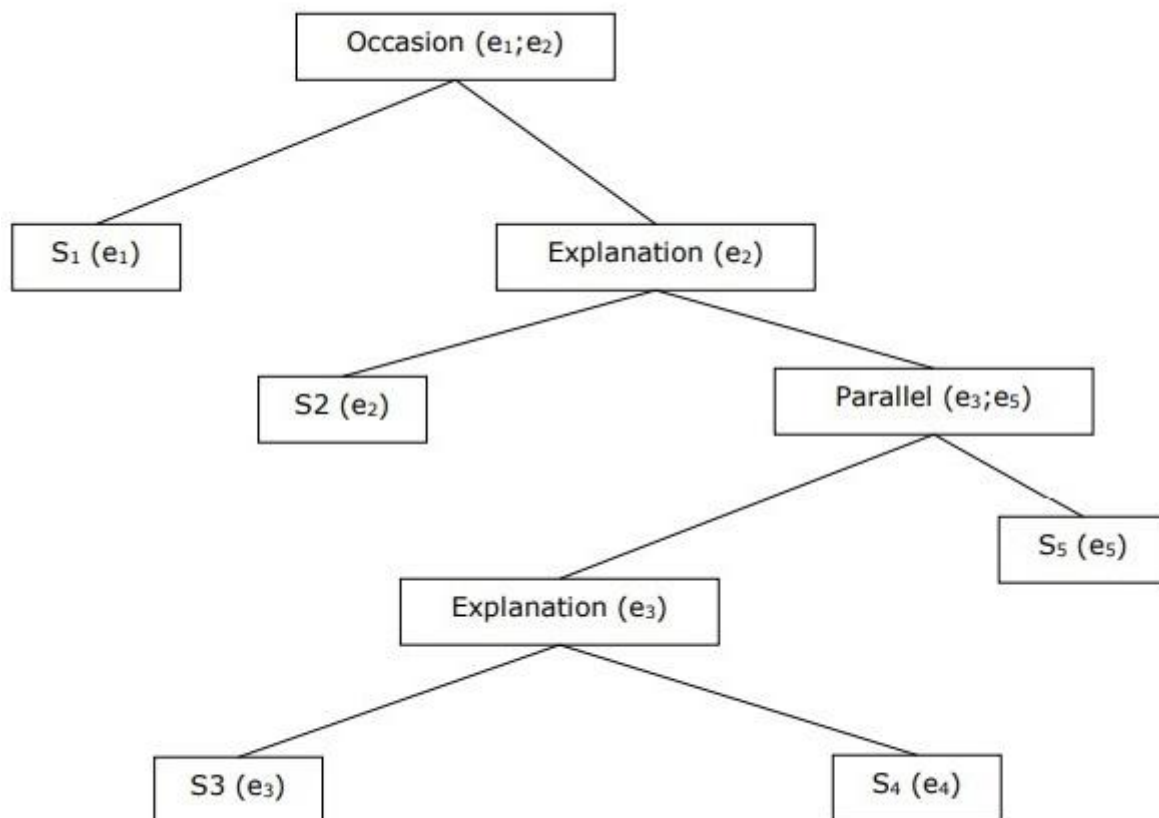 Occasion (e₁;e₂)
S₁ (e₁)
Explanation (e₂)
S2 (e₂)
Parallel (e₃;e₅)
S₅ (e₅)
Explanation (e₃)
S3 (e₃)
S₄ (e₄)